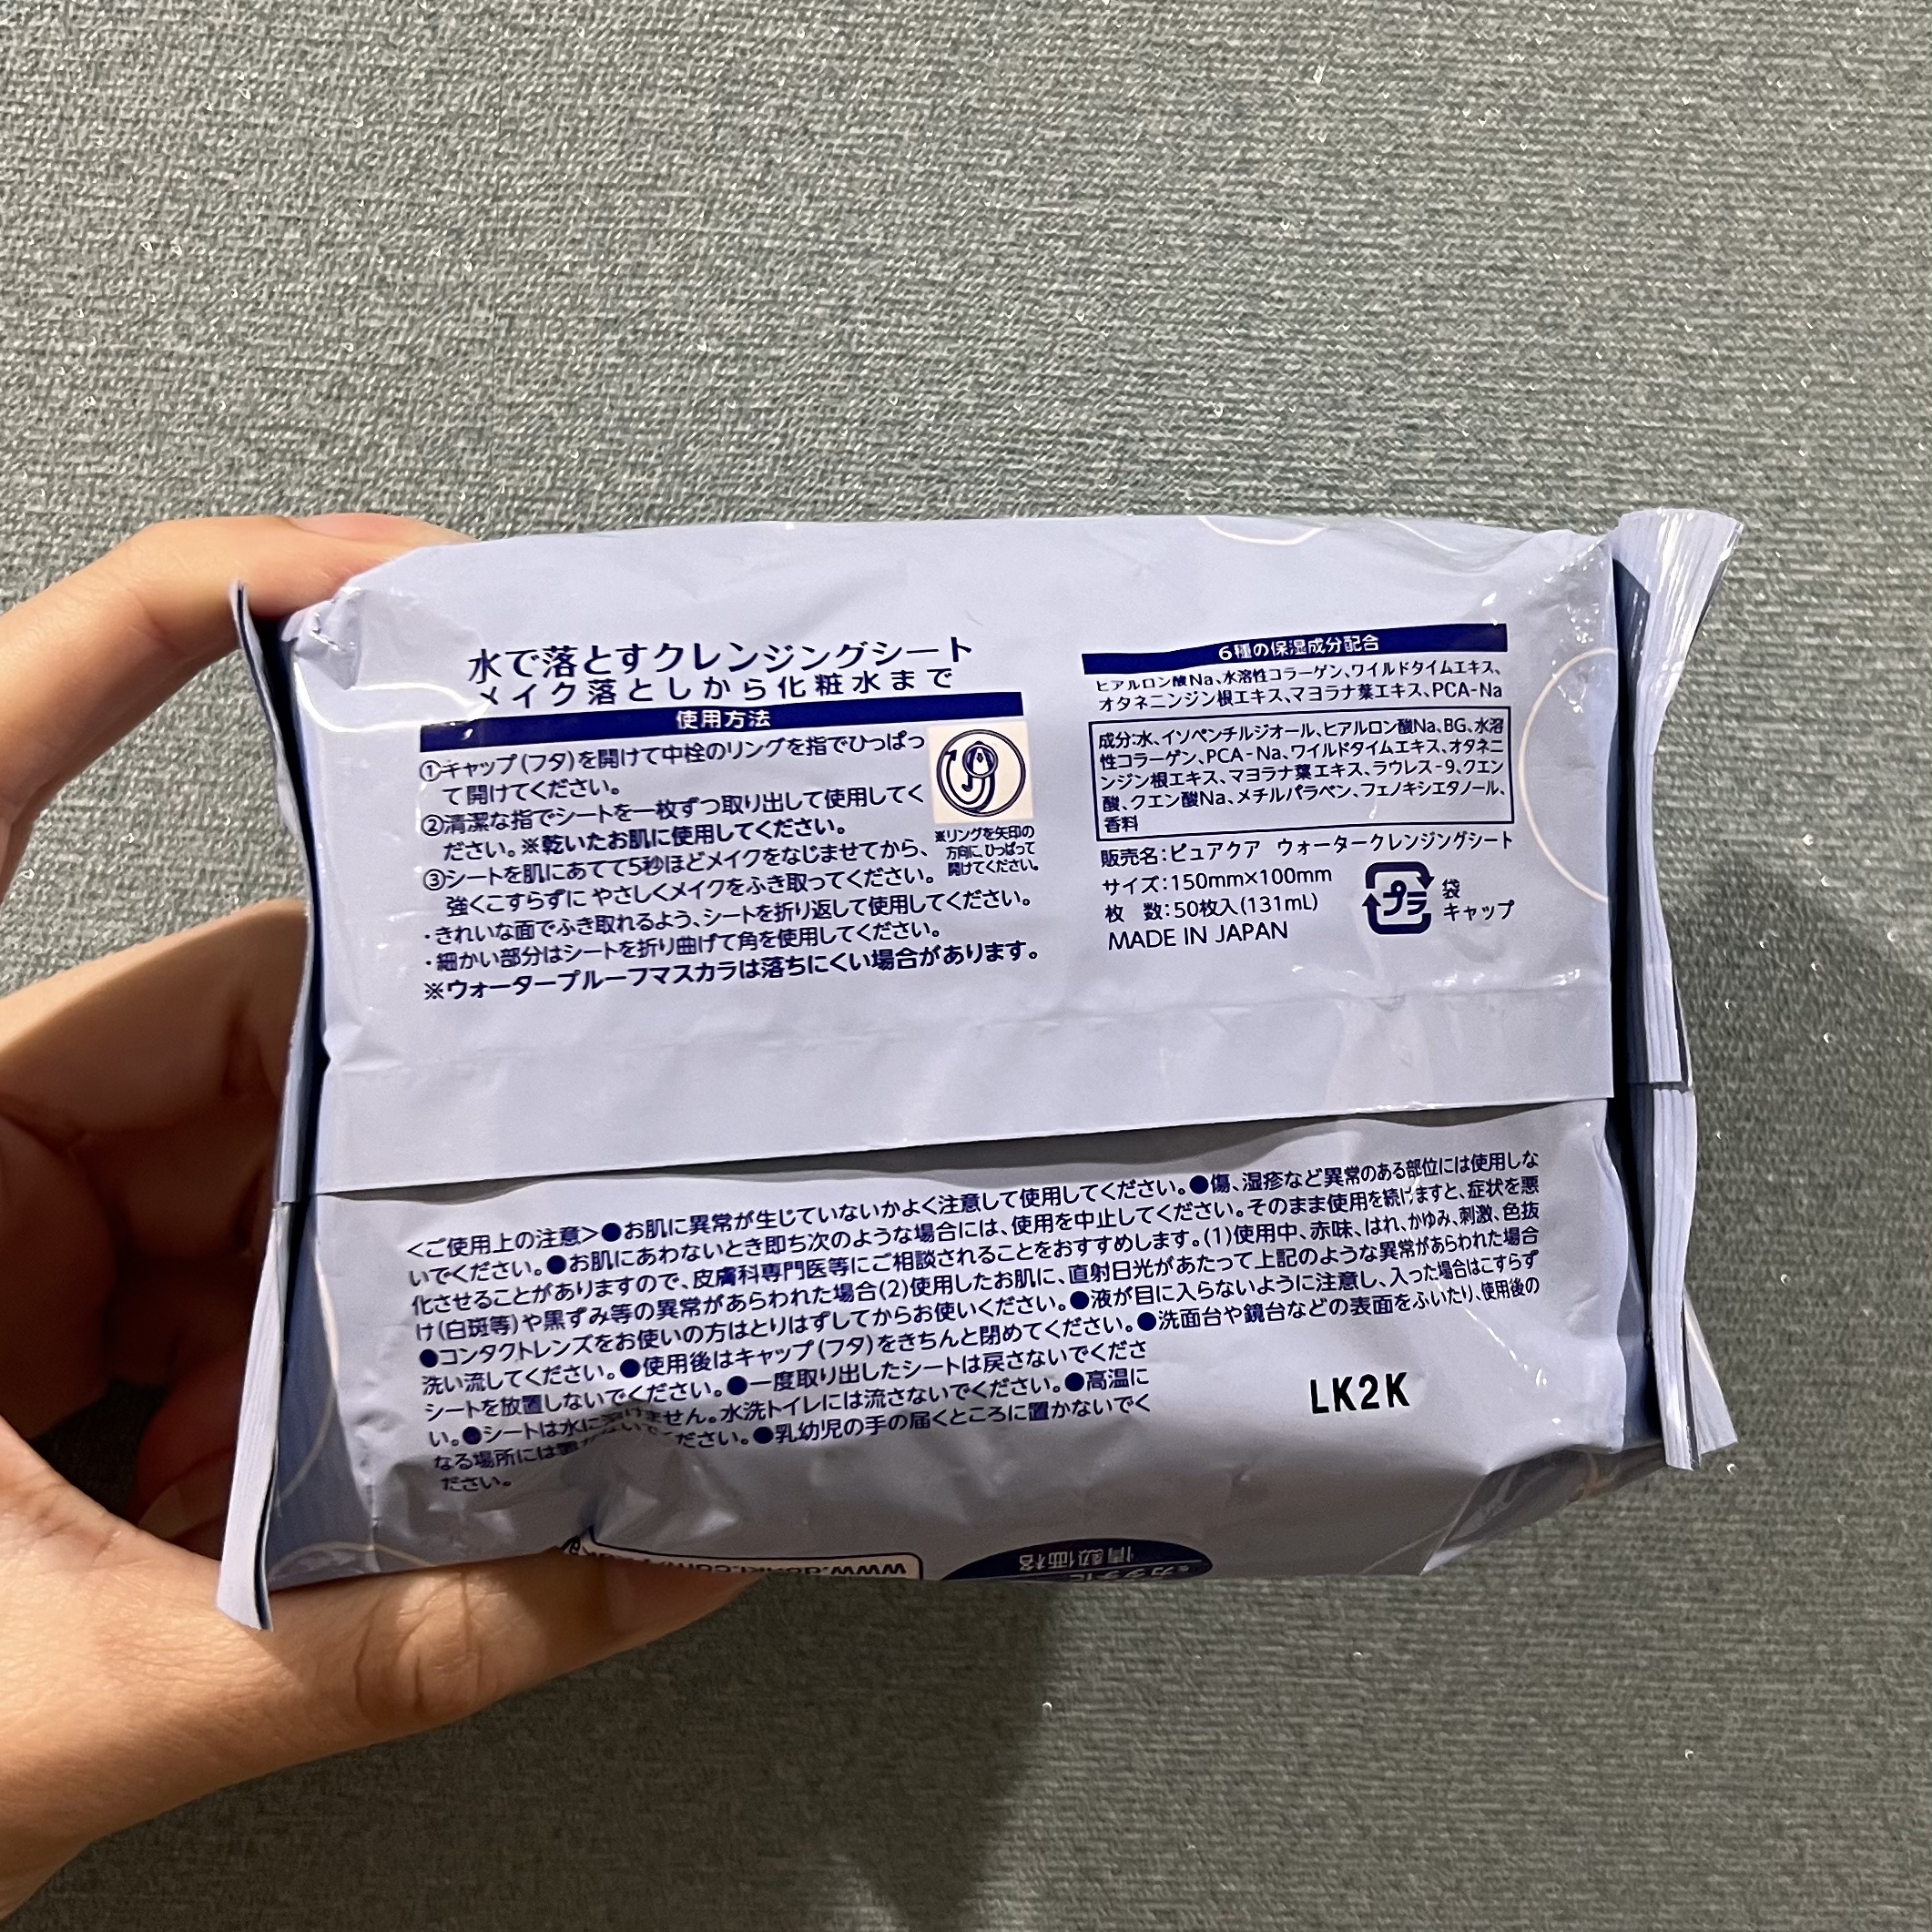 水で落とすクレンジングシート
メイク落としから化粧水まで
使用方法
①キャップ(フタ)を開けて中栓のリングを指でひっぱっ
て開けてください。
②清潔な指でシートを一枚ずつ取り出して使用してく
ださい。※乾いたお肌に使用してください。
③シートを肌にあてて5秒ほどメイクをなじませてから、
強くこすらずに やさしくメイクをふき取ってください。
・きれいな面でふき取れるよう、シートを折り返して使用してください。
・細かい部分はシートを折り曲げて角を使用してください。
※ウォータープルーフマスカラは落ちにくい場合があります。
※リングを矢印の
方向に、ひっぱって
開けてください。
6種の保湿成分配合
ヒアルロン酸Na、水溶性コラーゲン、ワイルドタイムエキス、
オタネニンジン根エキス、マヨラナ葉エキス、PCA-Na
成分:水、イソペンチルジオール、ヒアルロン酸Na、BG、水溶
性コラーゲン、PCA-Na、ワイルドタイムエキス、オタネニ
ンジン根エキス、マヨラナ葉エキス、ラウレス-9、クエン
酸、クエン酸Na、メチルパラベン、フェノキシエタノール、
香料
販売名:ピュアクア ウォータークレンジングシート
サイズ:150mm×100mm
枚 数:50枚入(131mL)
MADE IN JAPAN
プラ
袋
キャップ
<ご使用上の注意>●お肌に異常が生じていないかよく注意して使用してください。●傷、湿疹など異常のある部位には使用しな
いでください。●お肌にあわないとき即ち次のような場合には、使用を中止してください。そのまま使用を続けますと、症状を悪
化させることがありますので、皮膚科専門医等にご相談されることをおすすめします。(1)使用中、赤味、はれ、かゆみ、刺激、色抜
け(白斑等)や黒ずみ等の異常があらわれた場合(2)使用したお肌に、直射日光があたって上記のような異常があらわれた場合
●コンタクトレンズをお使いの方はとりはずしてからお使いください。●液が目に入らないように注意し、入った場合はこすらず
洗い流してください。●使用後はキャップ(フタ)をきちんと閉めてください。●洗面台や鏡台などの表面をふいたり、使用後の
シートを放置しないでください。●一度取り出したシートは戻さないでくださ
い。●シートは水に溶けません。水洗トイレには流さないでください。●高温に
なる場所には置かないでください。●乳幼児の手の届くところに置かないでく
ださい。
LK2K
情熱価格